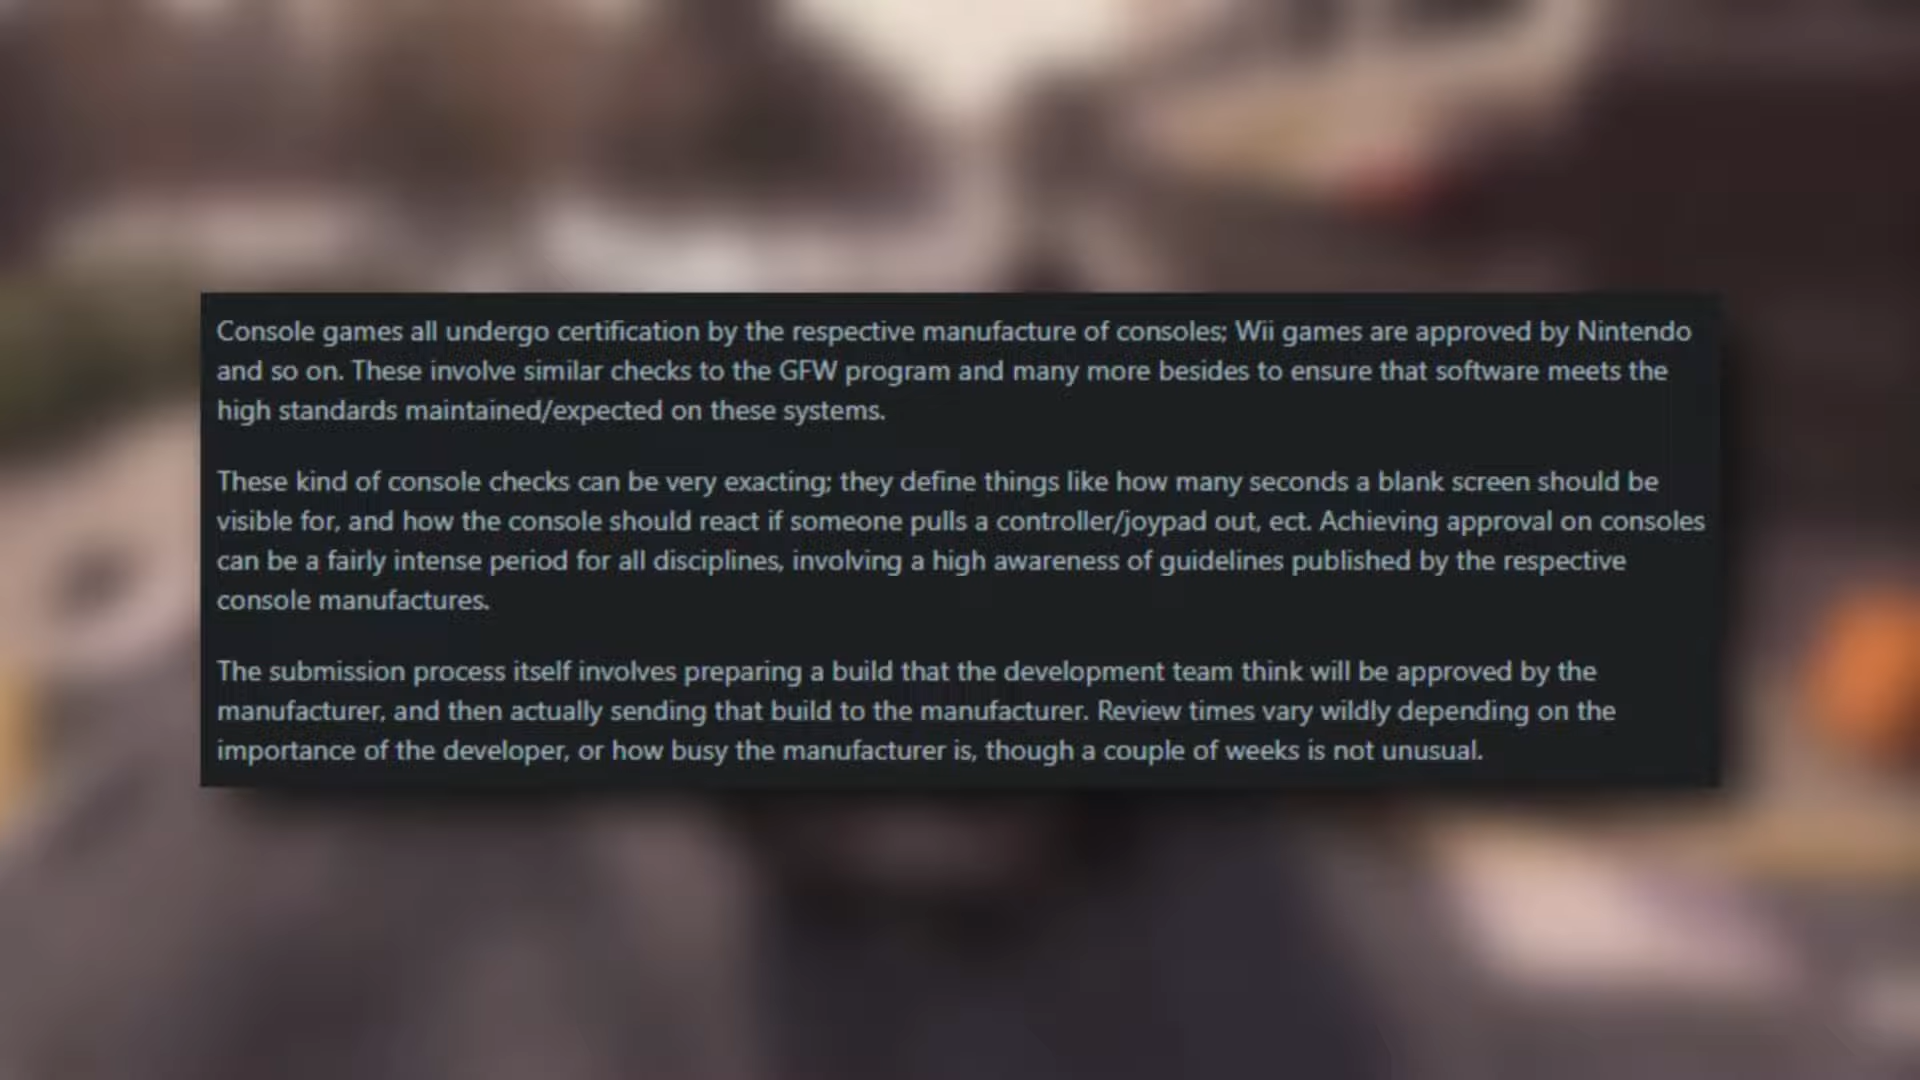 Console games all undergo certification by the respective manufacture of consoles; Wii games are approved by Nintendo
and so on. These involve similar checks to the GFW program and many more besides to ensure that software meets the
high standards maintained/expected on these systems.
These kind of console checks can be very exacting; they define things like how many seconds a blank screen should be
visible for, and how the console should react if someone pulls a controller/joypad out, ect. Achieving approval on consoles
can be a fairly intense period for all disciplines, involving a high awareness of guidelines published by the respective
console manufactures.
The submission process itself involves preparing a build that the development team think will be approved by the
manufacturer, and then actually sending that build to the manufacturer. Review times vary wildly depending on the
importance of the developer, or how busy the manufacturer is, though a couple of weeks is not unusual.